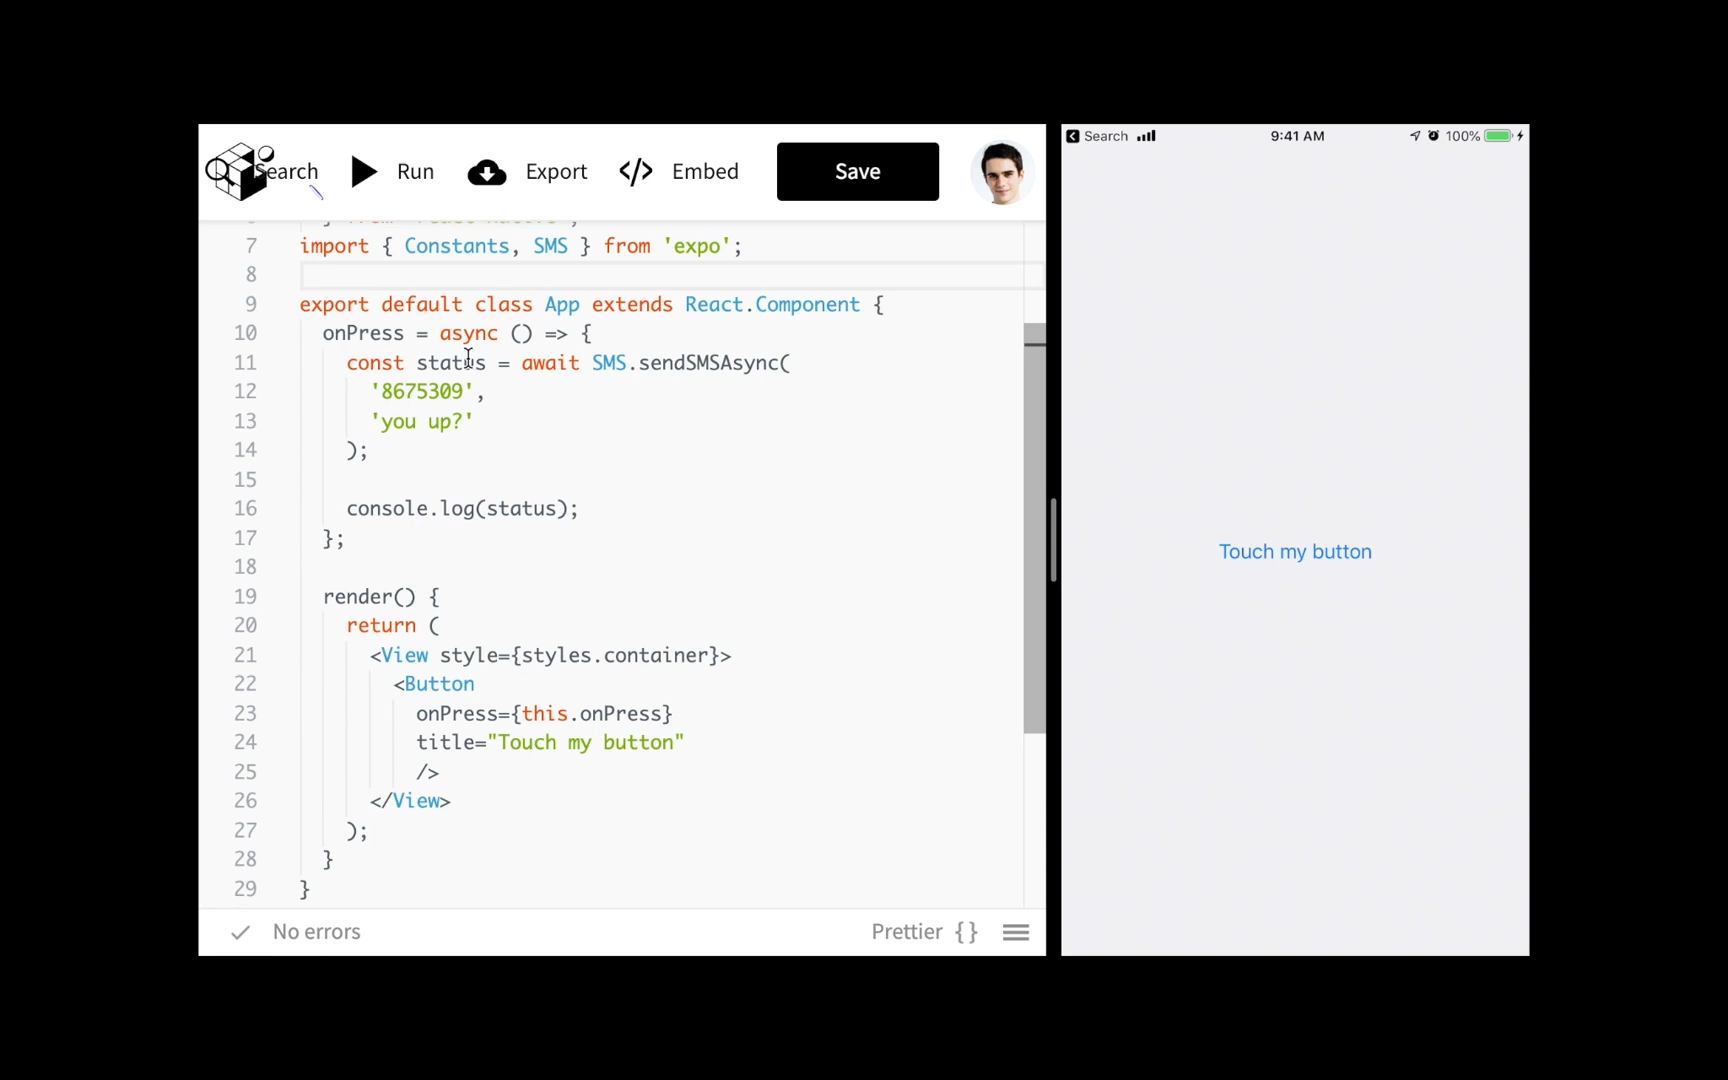 Search
Run
Export
</> Embed
Save
7 import { Constants, SMS } from 'expo';
8
9 export default class App extends React.Component {
10 onPress = async () => {
11 const status = await SMS.sendSMSAsync(
12 '8675309',
13 'you up?'
14 );
15
16 console.log(status);
17 };
18
19 render() {
20 return (
21 <View style={styles.container}>
22 <Button
23 onPress={this.onPress}
24 title="Touch my button"
25 />
26 </View>
27 );
28 }
29 }
No errors
Prettier {}
Search
9:41 AM
100%
Touch my button